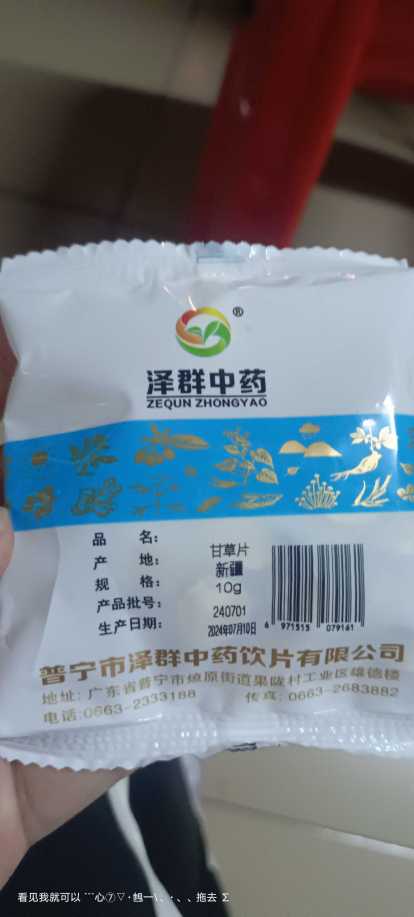 ®
泽群中药
ZEQUN ZHONGYAO
品 名： 甘草片
产 地： 新疆
规 格： 10g
产品批号： 240701
生产日期： 2024年07月10日
6 971515 079161
普宁市泽群中药饮片有限公司
地址: 广东省普宁市燎原街道果陇村工业区雄德楼
电话:0663-2333188 传真: 0663-2683882
看见我就可以
拖去